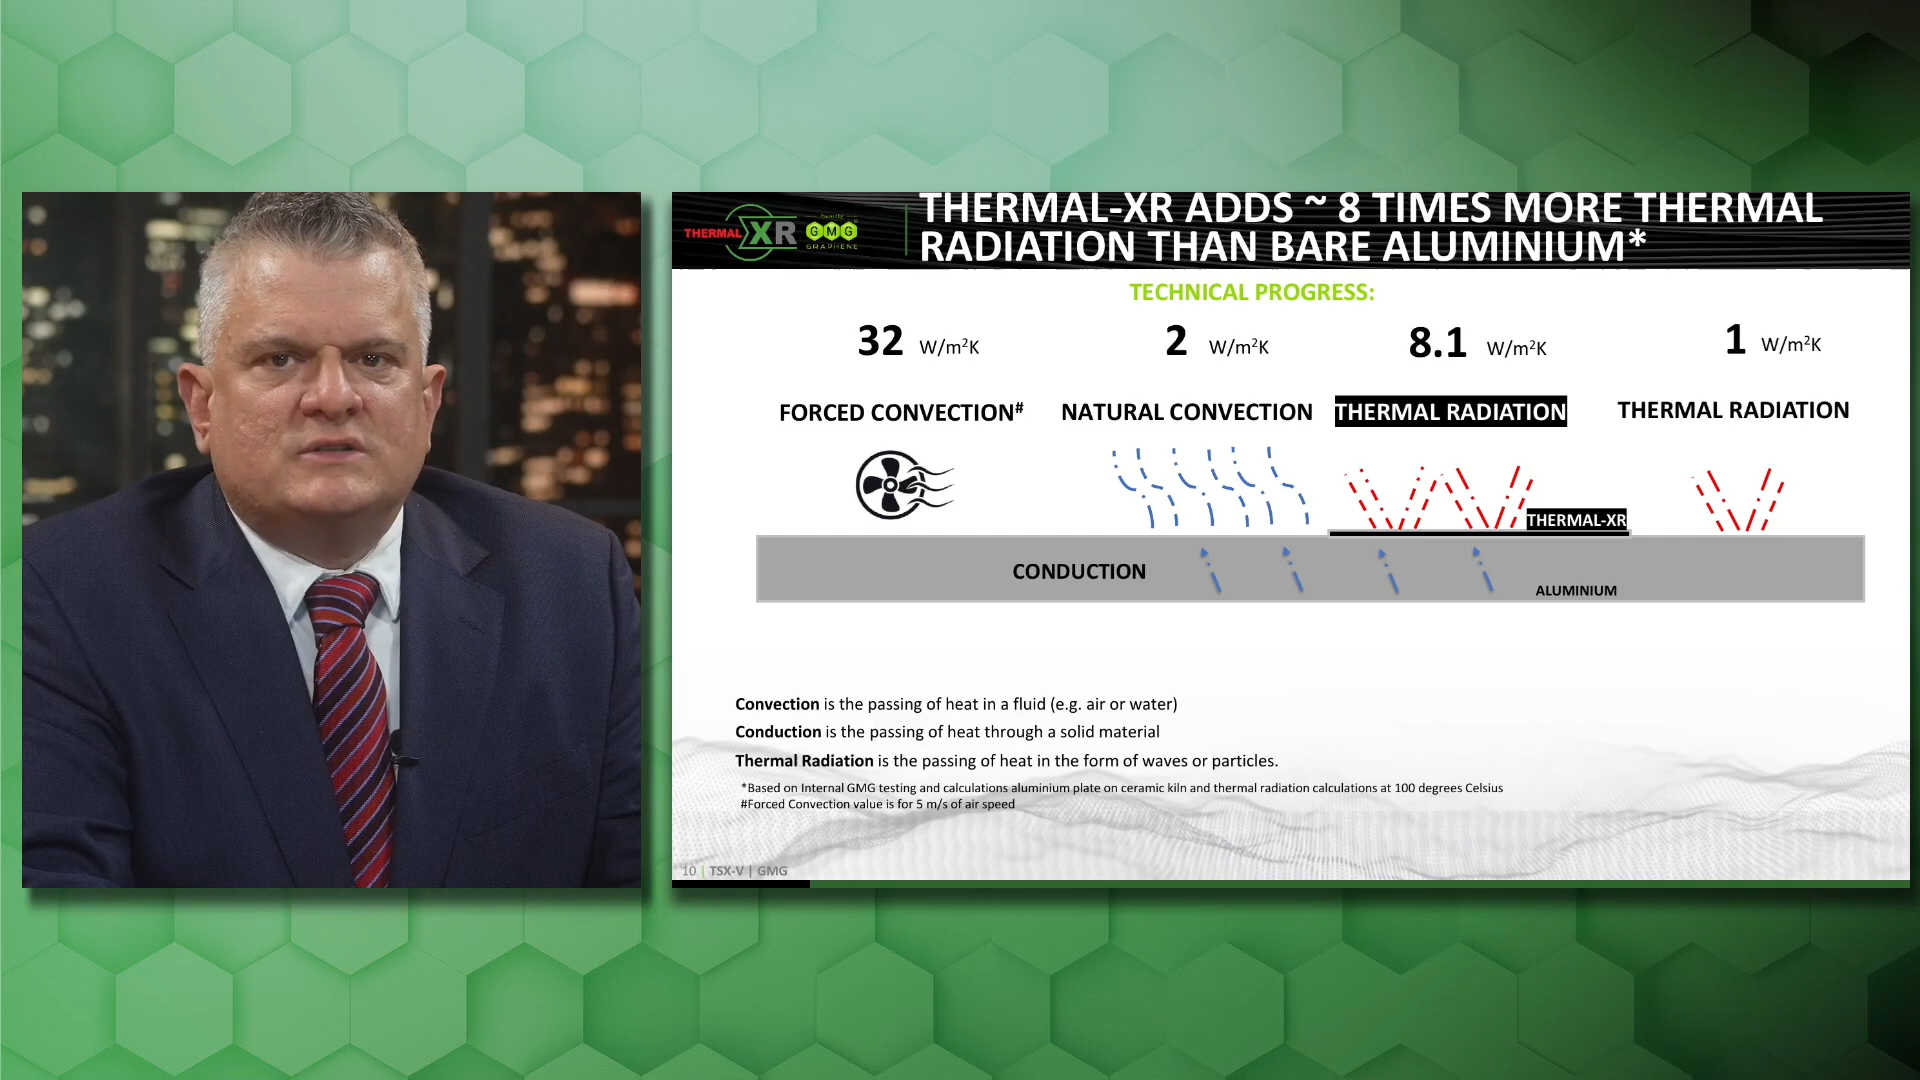 THERMAL XR
GMG
GRAPHENE
THERMAL-XR ADDS ~ 8 TIMES MORE THERMAL
RADIATION THAN BARE ALUMINIUM*
TECHNICAL PROGRESS:
32 W/m²K
2 W/m²K
8.1 W/m²K
1 W/m²K
FORCED CONVECTION#
NATURAL CONVECTION
THERMAL RADIATION
THERMAL RADIATION
THERMAL-XR
CONDUCTION
ALUMINIUM
Convection is the passing of heat in a fluid (e.g. air or water)
Conduction is the passing of heat through a solid material
Thermal Radiation is the passing of heat in the form of waves or particles.
*Based on Internal GMG testing and calculations aluminium plate on ceramic kiln and thermal radiation calculations at 100 degrees Celsius
#Forced Convection value is for 5 m/s of air speed
10 | TSX-V | GMG